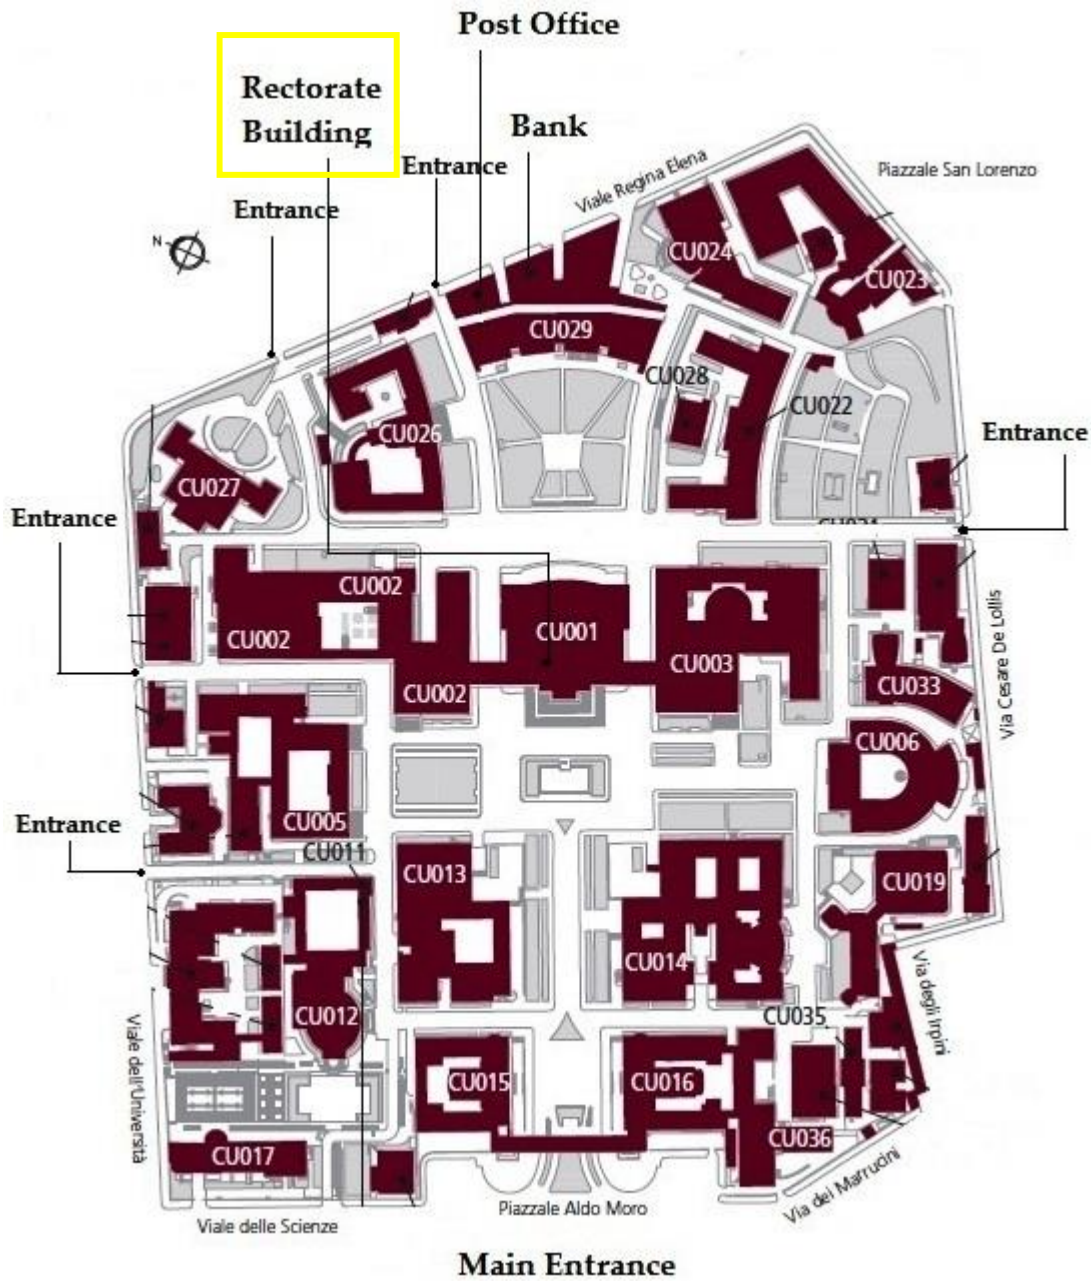 Post Office
Rectorate
Building
Bank
Entrance
Viale Regina Elena
Piazzale San Lorenzo
Entrance
N
CU024
CU023
CU029
CU028
CU022
CU026
Entrance
CU027
Entrance
CU002
CU002
CU001
CU003
CU002
CU033
Via Cesare De Lollis
CU006
Entrance
CU005
CU011
CU013
CU019
CU014
Via degli Irpini
CU012
CU035
Viale dell'Università
CU015
CU016
CU036
CU017
Via dei Marrucini
Piazzale Aldo Moro
Viale delle Scienze
Main Entrance